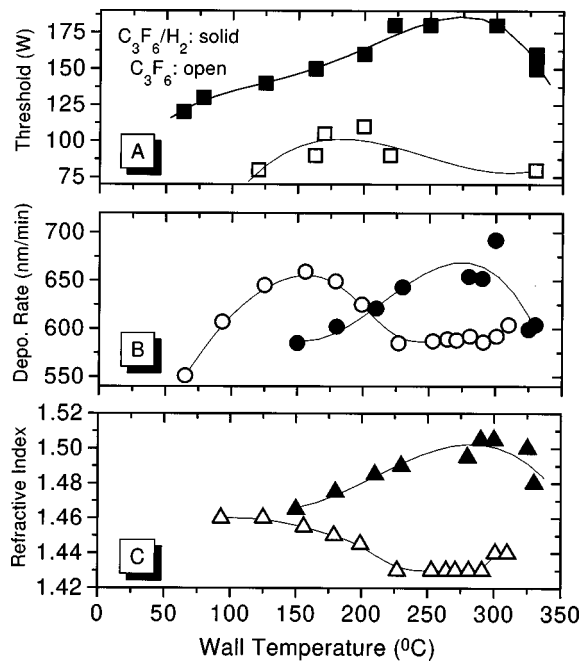 175
150
125
100
75
Threshold (W)
C₃F₆/H₂: solid
C₃F₆: open
A
700
650
600
550
Depo. Rate (nm/min)
B
1.52
1.50
1.48
1.46
1.44
1.42
Refractive Index
C
0 50 100 150 200 250 300 350
Wall Temperature (⁰C)